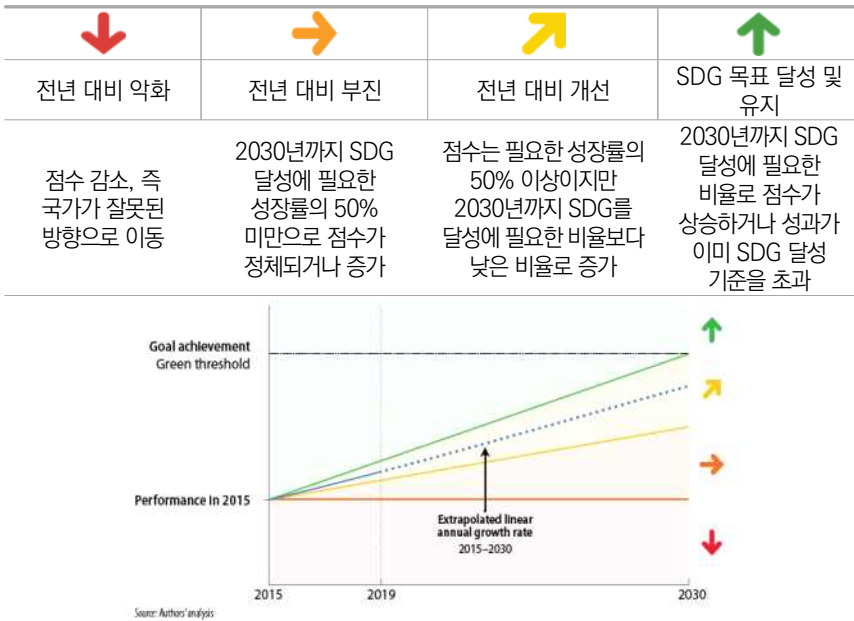 전년 대비 악화
전년 대비 부진
전년 대비 개선
SDG 목표 달성 및
유지
점수 감소, 즉
국가가 잘못된
방향으로 이동
2030년까지 SDG
달성에 필요한
성장률의 50%
미만으로 점수가
정체되거나 증가
점수는 필요한 성장률의
50% 이상이지만
2030년까지 SDG를
달성에 필요한 비율보다
낮은 비율로 증가
2030년까지 SDG
달성에 필요한
비율로 점수가
상승하거나 성과가
이미 SDG 달성
기준을 초과
Goal achievement
Green threshold
Performance in 2015
Extrapolated linear
annual growth rate
2015–2030
2015
2019
2030
Source: Authors' analysis